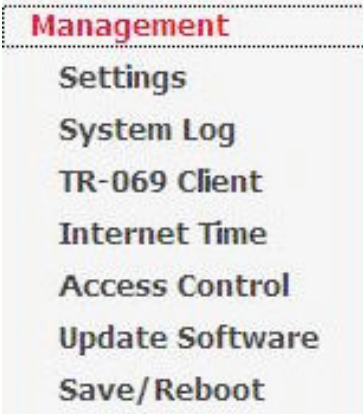 Management
Settings
System Log
TR-069 Client
Internet Time
Access Control
Update Software
Save/Reboot